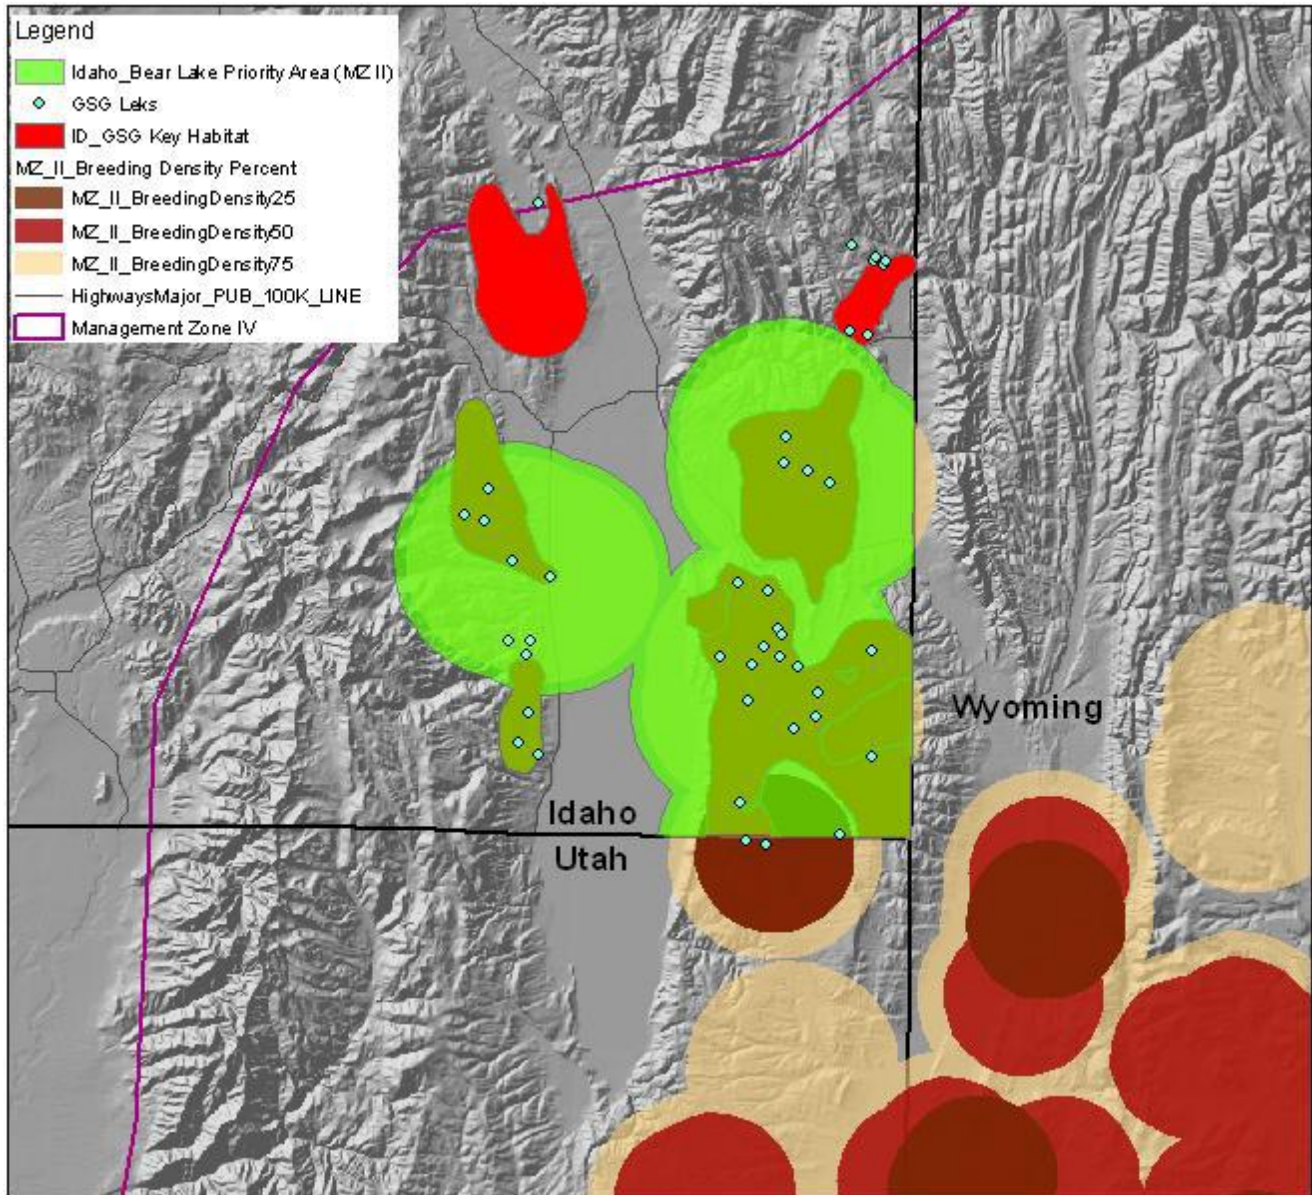 Legend
Idaho_Bear Lake Priority Area (MZ II)
GSG Leks
ID_GSG Key Habitat
MZ_II_Breeding Density Percent
MZ_II_BreedingDensity25
MZ_II_BreedingDensity50
MZ_II_BreedingDensity75
HighwaysMajor_PUB_100K_LINE
Management Zone IV
Wyoming
Idaho
Utah